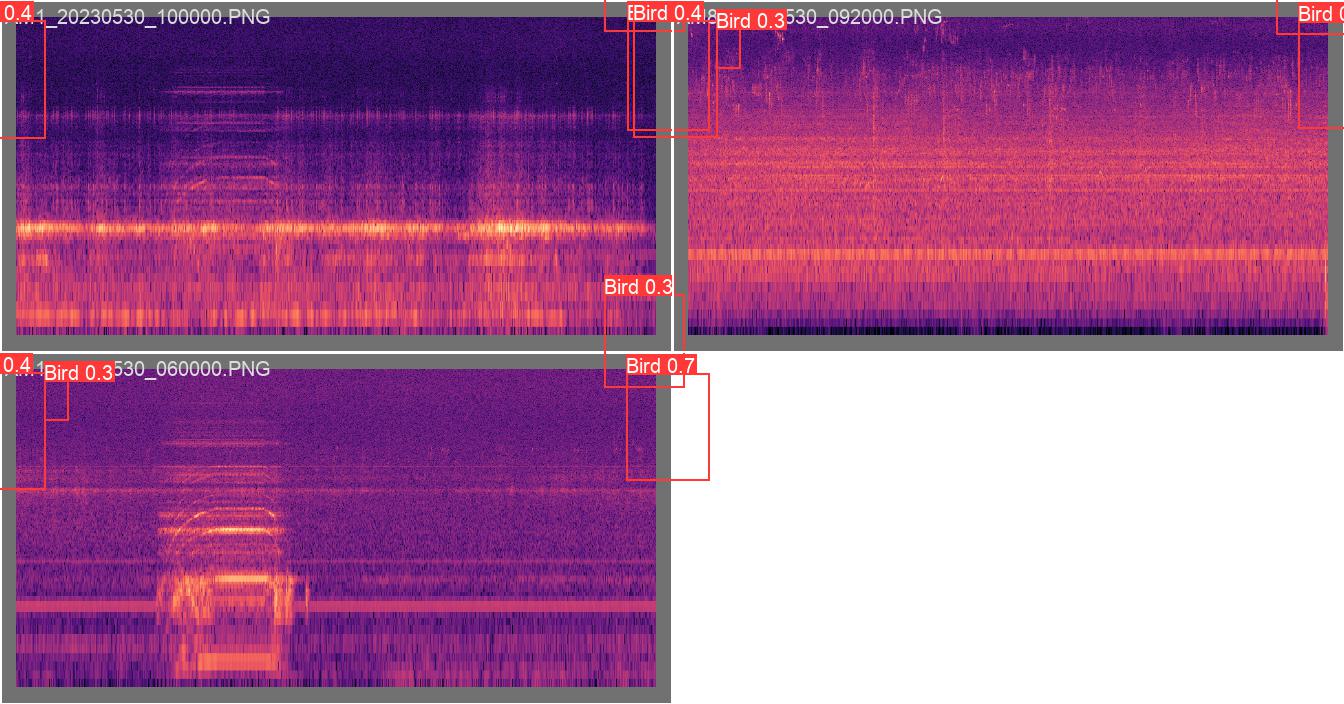 0.4
1_20230530_100000.PNG
Bird 0.4
Bird 0.3
530_092000.PNG
Bird
Bird 0.3
0.4
Bird 0.3
530_060000.PNG
Bird 0.7